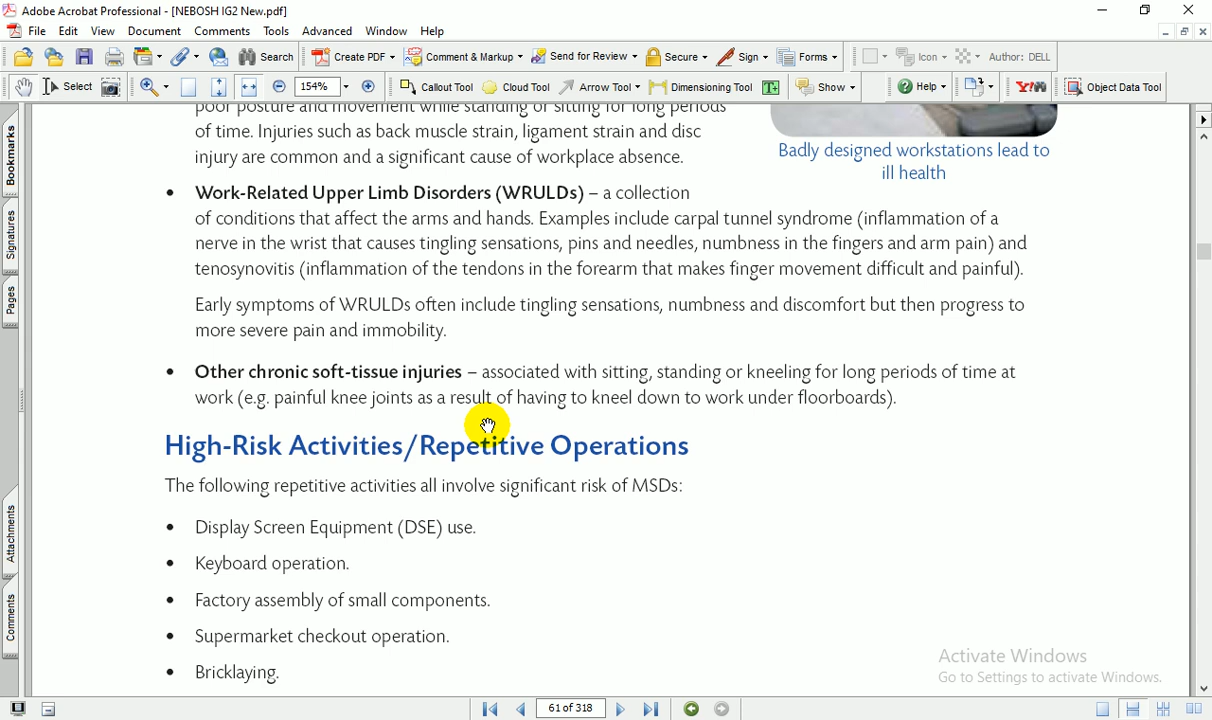 Adobe Acrobat Professional - [NEBOSH IG2 New.pdf]
File Edit View Document Comments Tools Advanced Window Help
Search Create PDF Comment & Markup Send for Review Secure Sign Forms Icon Author: DELL
Select 154% Callout Tool Cloud Tool Arrow Tool Dimensioning Tool Show Help Y!MSN Object Data Tool
Bookmarks
Signatures
Pages
Attachments
Comments
poor posture and movement while standing or sitting for long periods
of time. Injuries such as back muscle strain, ligament strain and disc
injury are common and a significant cause of workplace absence.
Badly designed workstations lead to
ill health
• Work-Related Upper Limb Disorders (WRULDs) – a collection
of conditions that affect the arms and hands. Examples include carpal tunnel syndrome (inflammation of a
nerve in the wrist that causes tingling sensations, pins and needles, numbness in the fingers and arm pain) and
tenosynovitis (inflammation of the tendons in the forearm that makes finger movement difficult and painful).
Early symptoms of WRULDs often include tingling sensations, numbness and discomfort but then progress to
more severe pain and immobility.
• Other chronic soft-tissue injuries – associated with sitting, standing or kneeling for long periods of time at
work (e.g. painful knee joints as a result of having to kneel down to work under floorboards).
High-Risk Activities/Repetitive Operations
The following repetitive activities all involve significant risk of MSDs:
• Display Screen Equipment (DSE) use.
• Keyboard operation.
• Factory assembly of small components.
• Supermarket checkout operation.
• Bricklaying.
Activate Windows
Go to Settings to activate Windows.
61 of 318